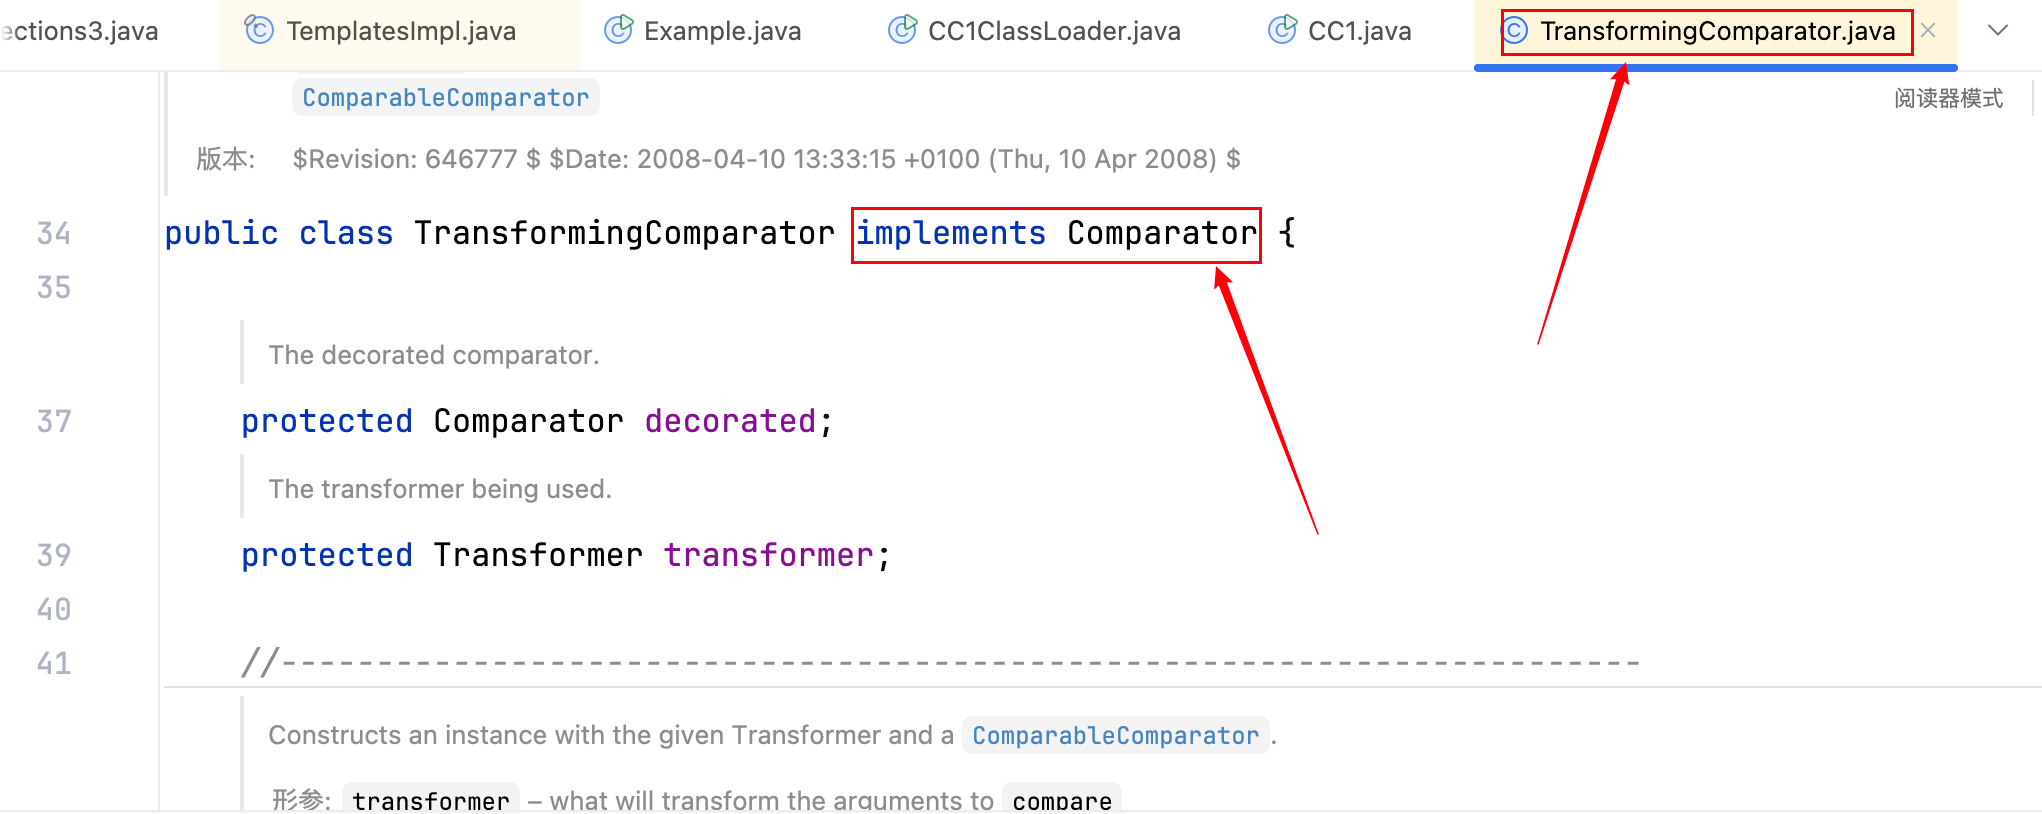 ections3.java TemplatesImpl.java Example.java CC1ClassLoader.java CC1.java TransformingComparator.java
ComparableComparator
阅读器模式
版本: $Revision: 646777 $ $Date: 2008-04-10 13:33:15 +0100 (Thu, 10 Apr 2008) $
34 public class TransformingComparator implements Comparator {
35
The decorated comparator.
37 protected Comparator decorated;
The transformer being used.
39 protected Transformer transformer;
40
41 //-----------------------------------------------------------------------
Constructs an instance with the given Transformer and a ComparableComparator.
形参: transformer – what will transform the arguments to compare